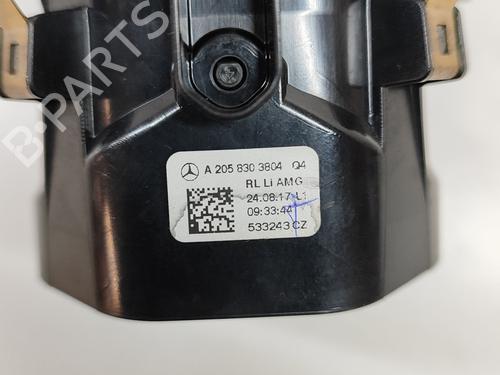 B-PARTS
A 205 830 3804 Q4
RL Li AMG
24.08.17 L1
09:33:44
533243 CZ